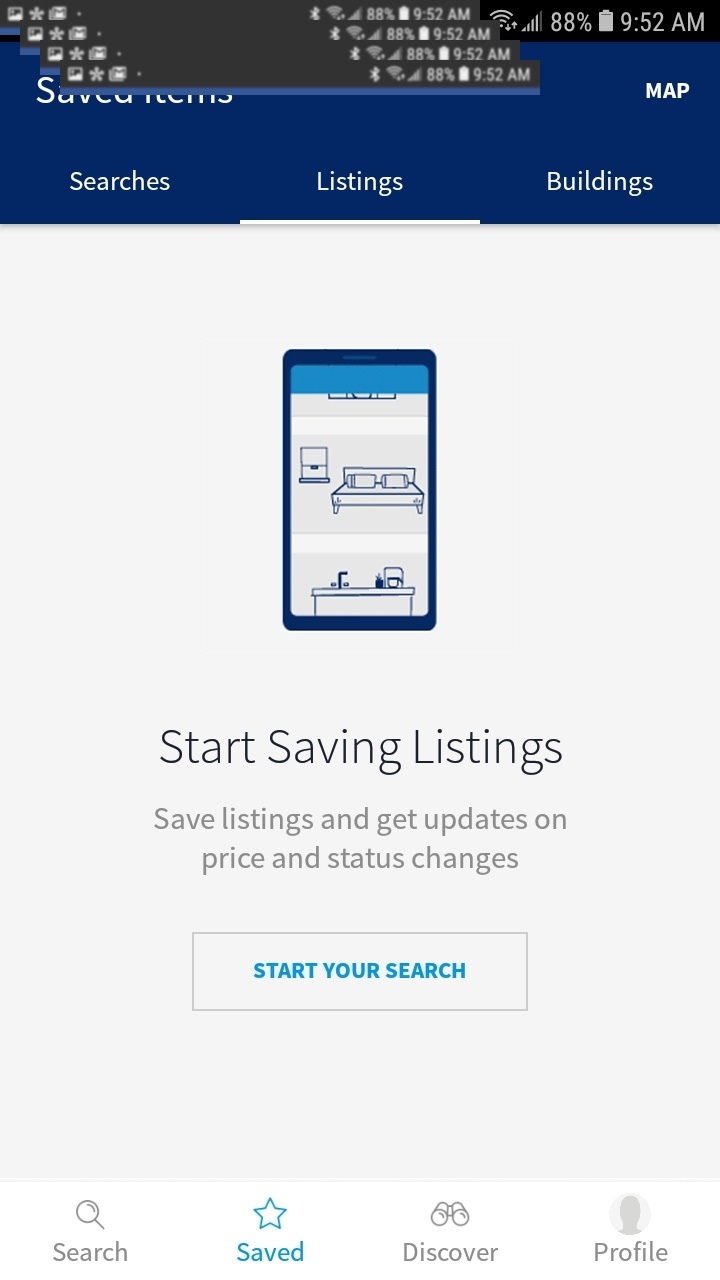 88% 9:52 AM
88% 9:52 AM
88% 9:52 AM
88% 9:52 AM
88% 9:52 AM
Saved Items
MAP
Searches Listings Buildings
Start Saving Listings
Save listings and get updates on
price and status changes
START YOUR SEARCH
Search Saved Discover Profile